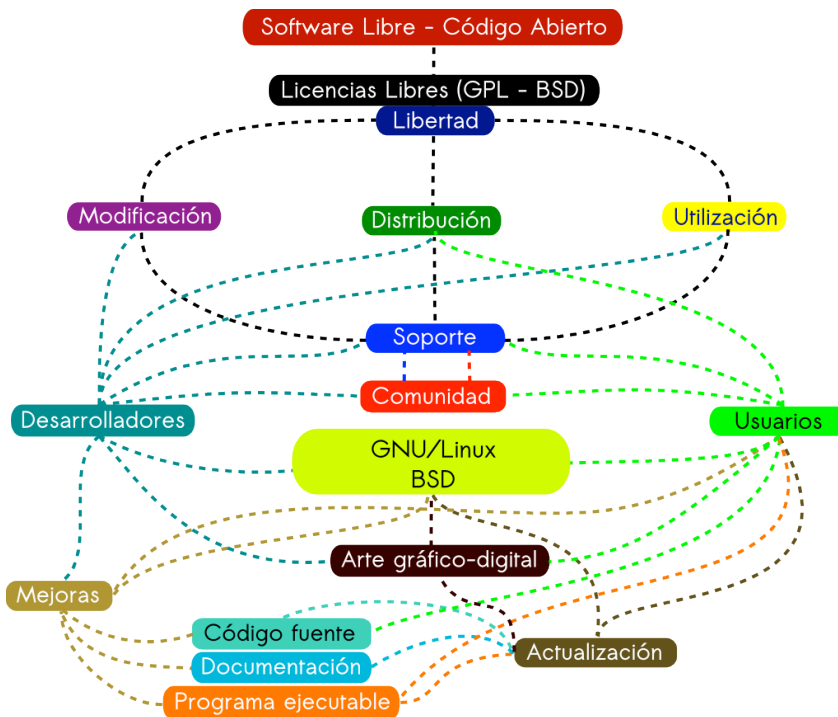 Software Libre - Código Abierto
Licencias Libres (GPL - BSD)
Libertad
Modificación
Distribución
Utilización
Soporte
Comunidad
Desarrolladores
Usuarios
GNU/Linux
BSD
Arte gráfico-digital
Mejoras
Código fuente
Actualización
Documentación
Programa ejecutable